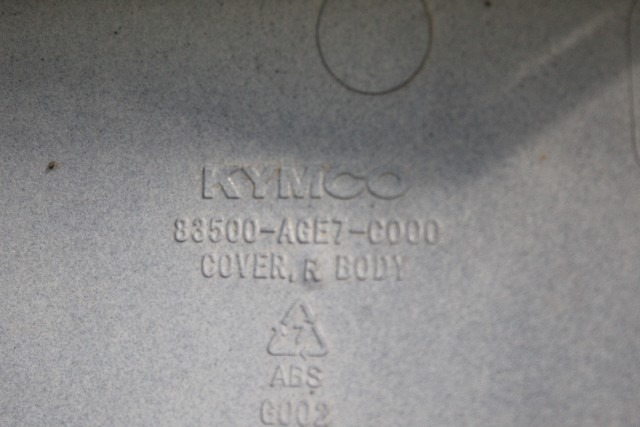 KYMCO
83500-AGE7-C000
COVER, R BODY
7
ABS
G002